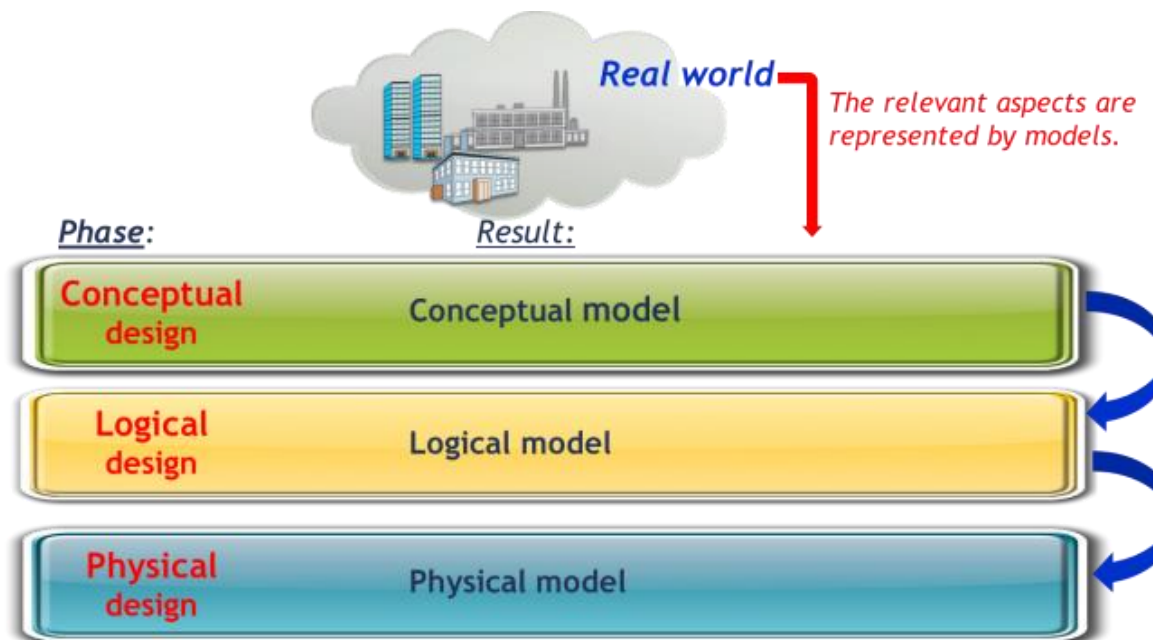 Real world
The relevant aspects are
represented by models.
Phase:
Result:
Conceptual
design
Conceptual model
Logical
design
Logical model
Physical
design
Physical model